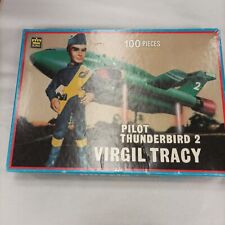 100 PIECES
2
PILOT
THUNDERBIRD 2
VIRGIL TRACY